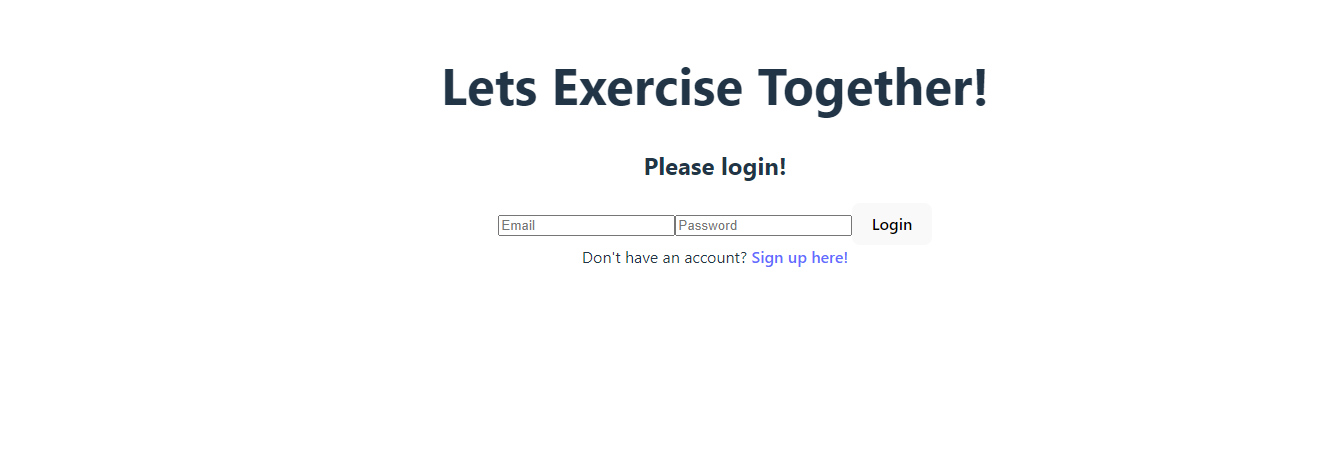 Lets Exercise Together!
Please login!
Email Password Login
Don't have an account? Sign up here!